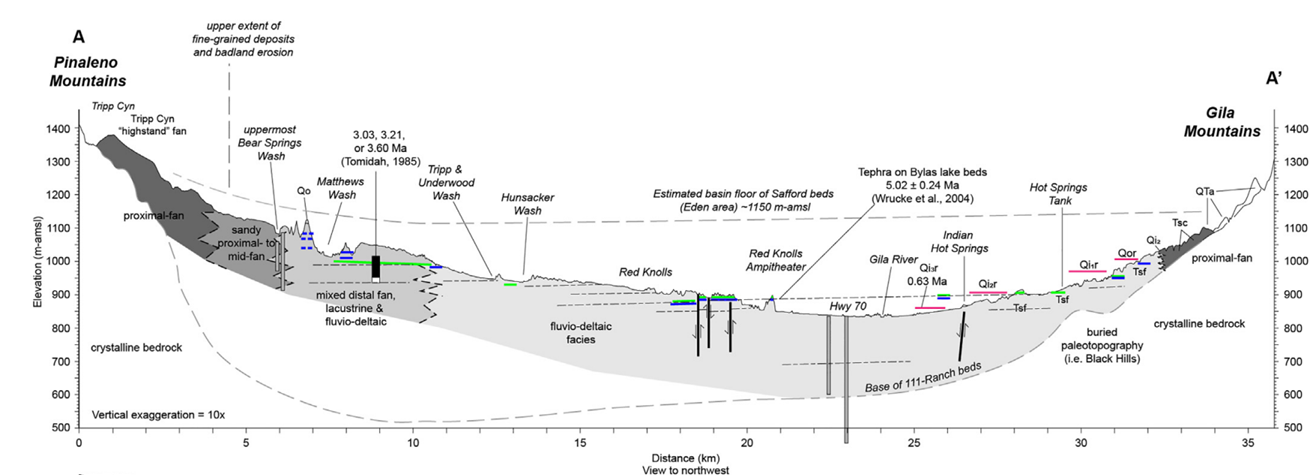 upper extent of
fine-grained deposits
and badland erosion
A
Pinaleno
Mountains
A'
Gila
Mountains
Tripp Cyn
Tripp Cyn
"highstand" fan
uppermost
Bear Springs
Wash
3.03, 3.21,
or 3.60 Ma
(Tomidah, 1985)
Qo
Matthews
Wash
Tripp &
Underwood
Wash
Hunsacker
Wash
Estimated basin floor of Safford beds
(Eden area) ~1150 m-amsl
Tephra on Bylas lake beds
5.02 ± 0.24 Ma
(Wrucke et al., 2004)
Hot Springs
Tank
QTa
Tsc
Qi₂
Qor
Qi₁r
Tsf
proximal-fan
sandy
proximal- to
mid-fan
mixed distal fan,
lacustrine &
fluvio-deltaic
Red Knolls
Red Knolls
Ampitheater
Gila River
Indian
Hot Springs
Qi₃r
0.63 Ma
Qi₂r
Tsf
Tsf
proximal-fan
Hwy 70
fluvio-deltaic
facies
crystalline bedrock
crystalline bedrock
buried
paleotopography
(i.e. Black Hills)
Base of 111-Ranch beds
Vertical exaggeration = 10x
Elevation (m-amsl)
1400
1300
1200
1100
1000
900
800
700
600
500
1400
1300
1200
1100
1000
900
800
700
600
500
0 5 10 15 20 25 30 35
Distance (km)
View to northwest